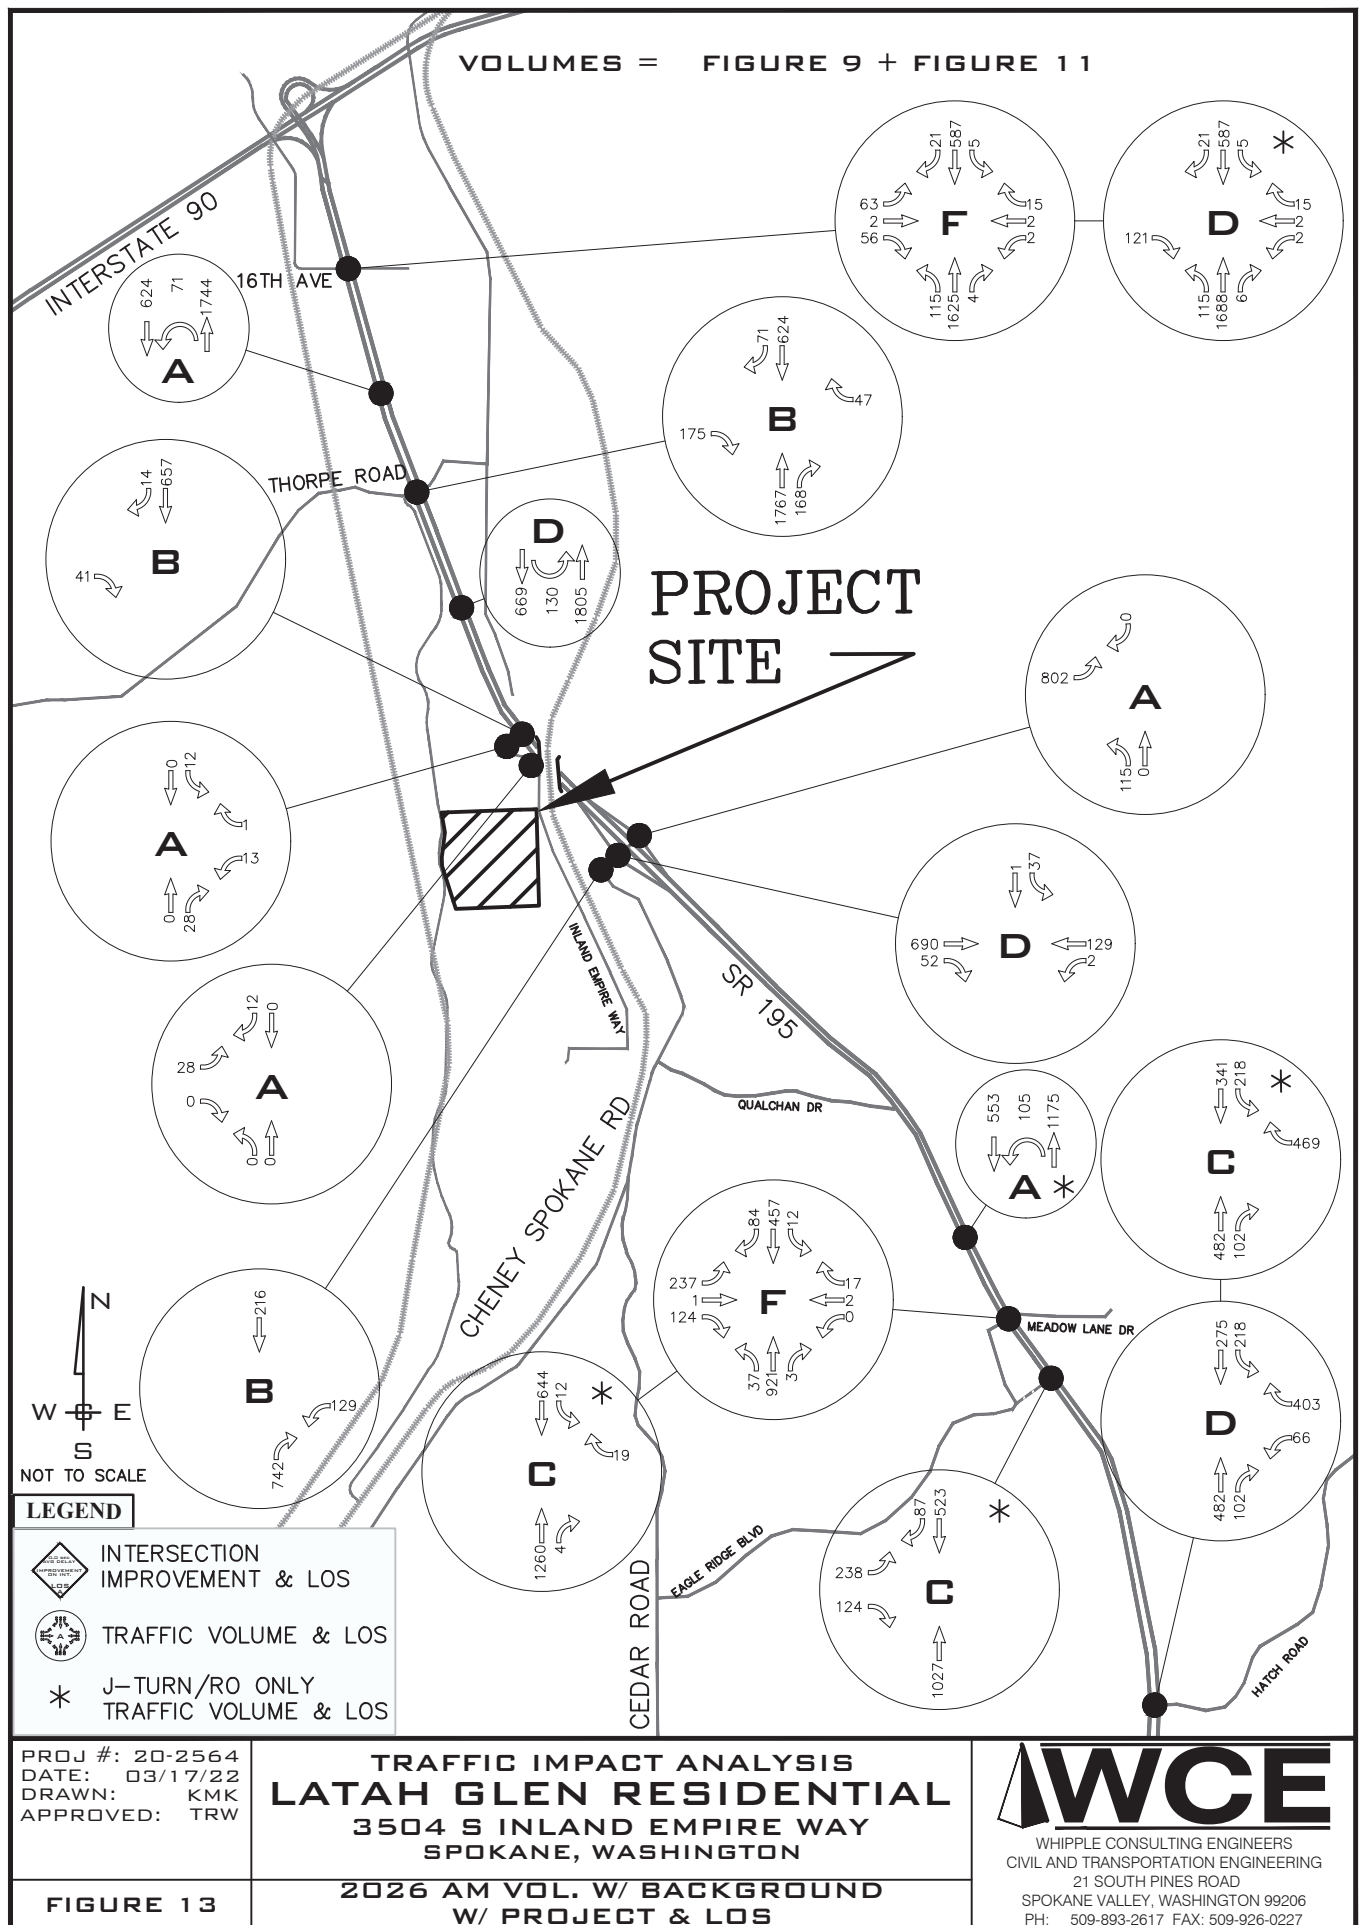 VOLUMES = FIGURE 9 + FIGURE 11
INTERSTATE 90
16TH AVE
21 587 5
63
2
56
F
15
2
2
115 1625 4
21 587 5
*
121
D
15
2
2
115 1688 6
624 71 1744
A
71 624
175
B
47
1767 168
THORPE ROAD
14 657
41
B
D
669 130 1805
PROJECT
SITE
0
802
A
115 0
0 12
A
1
13
0 28
1 37
690
52
D
129
2
INLAND EMPIRE WAY
SR 195
12 0
28
0
A
0 0
QUALCHAN DR
553 105 1175
A *
341 218
*
469
C
482 102
CHENEY SPOKANE RD
84 457 12
237
1
124
F
17
2
0
37 921 3
MEADOW LANE DR
216
B
129
742
N
W C E
S
NOT TO SCALE
644 12
*
19
C
1260 4
275 218
403
D
66
482 102
87 523
*
238
124
C
1027
EAGLE RIDGE BLVD
CEDAR ROAD
HATCH ROAD
LEGEND
IMPROVEMENT
ON INT.
LOS
A
INTERSECTION
IMPROVEMENT & LOS
A
TRAFFIC VOLUME & LOS
* J-TURN/RO ONLY
TRAFFIC VOLUME & LOS
PROJ #: 20-2564
DATE: 03/17/22
DRAWN: KMK
APPROVED: TRW
FIGURE 13
TRAFFIC IMPACT ANALYSIS
LATAH GLEN RESIDENTIAL
3504 S INLAND EMPIRE WAY
SPOKANE, WASHINGTON
2026 AM VOL. W/ BACKGROUND
W/ PROJECT & LOS
WCE
WHIPPLE CONSULTING ENGINEERS
CIVIL AND TRANSPORTATION ENGINEERING
21 SOUTH PINES ROAD
SPOKANE VALLEY, WASHINGTON 99206
PH: 509-893-2617 FAX: 509-926-0227